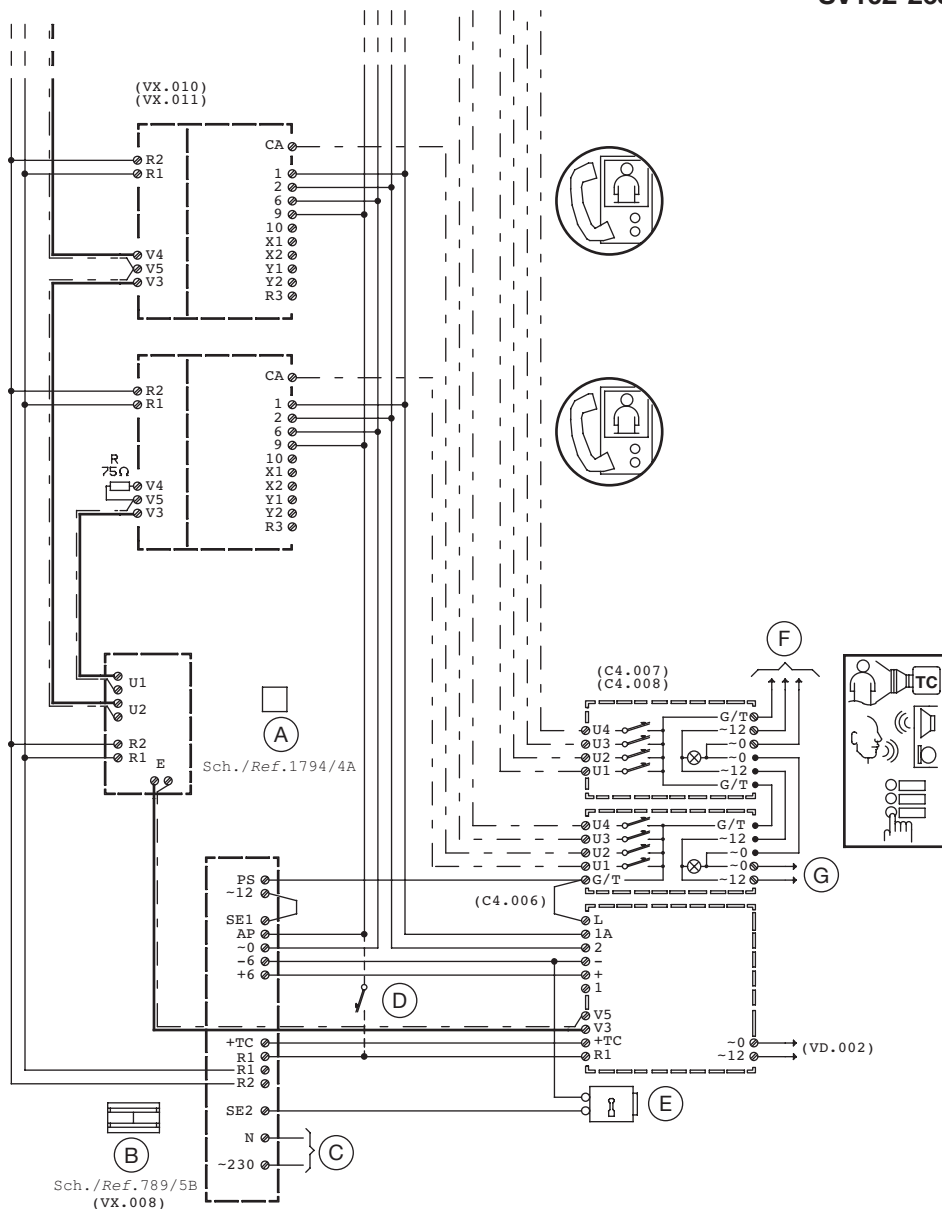 (VX.010)
(VX.011)
CA
R2
R1
1
2
6
9
10
X1
X2
Y1
Y2
R3
V4
V5
V3
CA
R2
R1
1
2
6
9
10
X1
X2
Y1
Y2
R3
R
75Ω
V4
V5
V3
U1
U2
R2
R1
E
A
Sch./Ref.1794/4A
F
(C4.007)
(C4.008)
U4
U3
U2
U1
G/T
~12
~0
~0
~12
G/T
TC
U4
U3
U2
U1
G/T
G/T
~12
~0
~0
~12
G
(C4.006)
PS
~12
SE1
AP
~0
-6
+6
+TC
R1
R1
R2
SE2
N
~230
L
1A
2
-
+
1
V5
V3
+TC
R1
~0
~12
(VD.002)
D
E
C
B
Sch./Ref.789/5B
(VX.008)